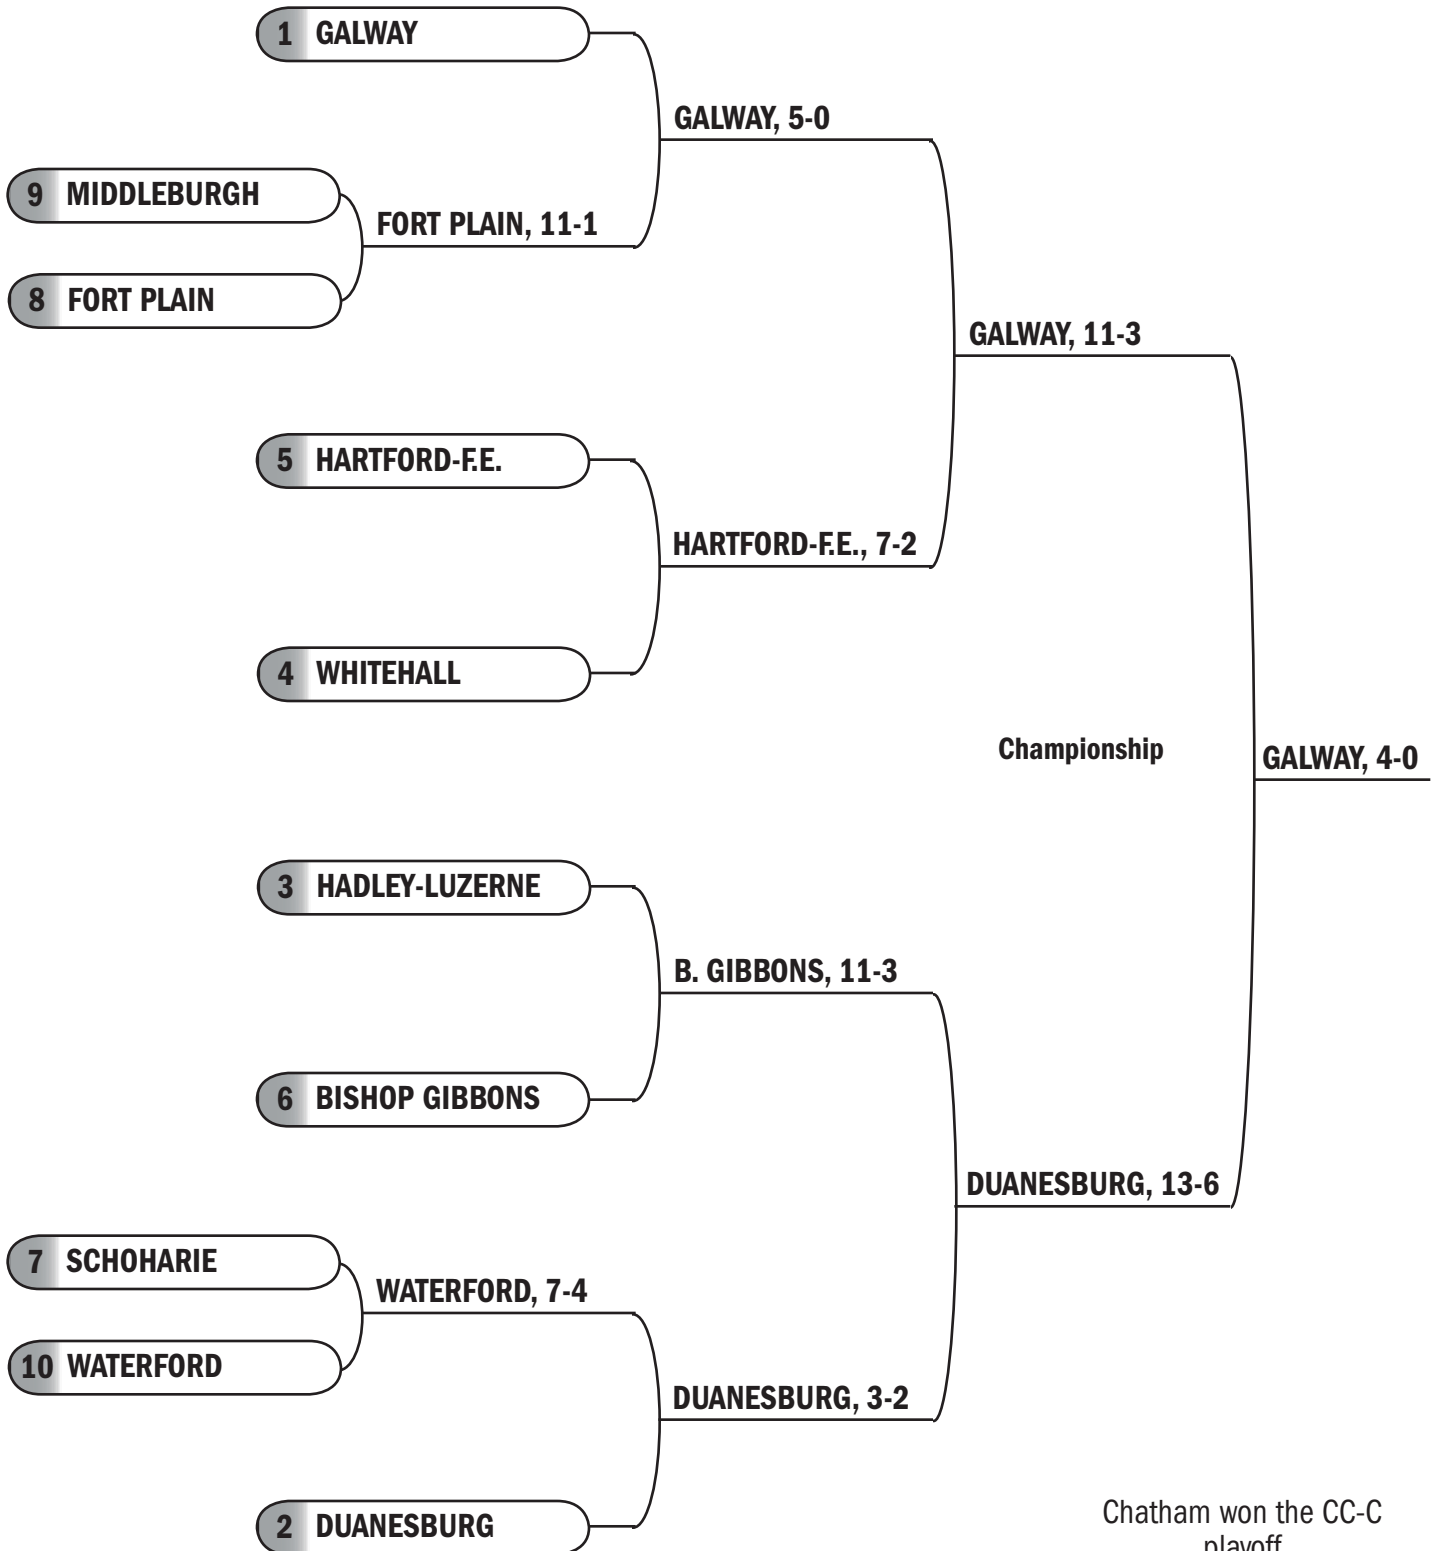 1 GALWAY
GALWAY, 5-0
9 MIDDLEBURGH
FORT PLAIN, 11-1
8 FORT PLAIN
GALWAY, 11-3
5 HARTFORD-F.E.
HARTFORD-F.E., 7-2
4 WHITEHALL
Championship
GALWAY, 4-0
3 HADLEY-LUZERNE
B. GIBBONS, 11-3
6 BISHOP GIBBONS
DUANESBURG, 13-6
7 SCHOHARIE
WATERFORD, 7-4
10 WATERFORD
DUANESBURG, 3-2
2 DUANESBURG
Chatham won the CC-C
playoff